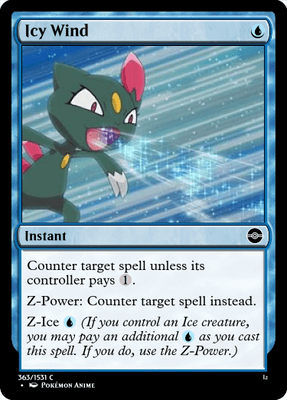 Icy Wind
Instant
Counter target spell unless its
controller pays 1.
Z-Power: Counter target spell instead.
Z-Ice (If you control an Ice creature,
you may pay an additional as you cast
this spell. If you do, use the Z-Power.)
363/1531 C
• Pokémon Anime